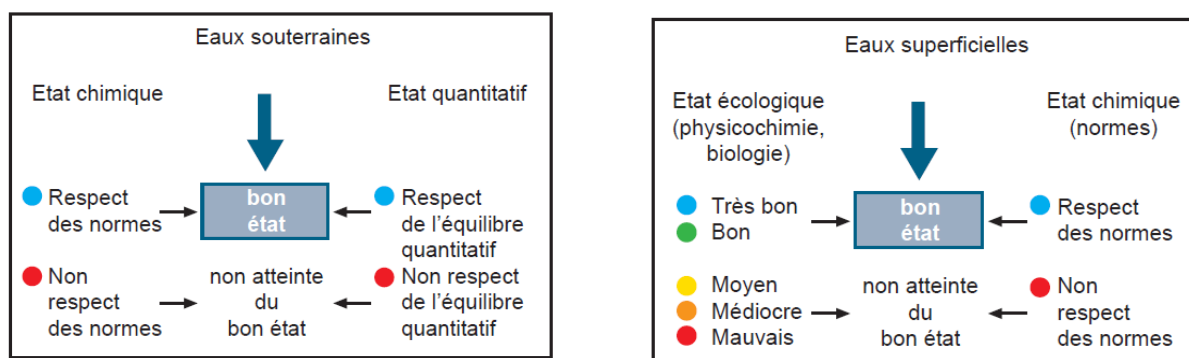 Eaux souterraines
Etat chimique
Etat quantitatif
Respect
des normes
bon
état
Respect
de l'équilibre
quantitatif
Non
respect
des normes
non atteinte
du
bon état
Non respect
de l'équilibre
quantitatif
Eaux superficielles
Etat écologique
(physicochimie,
biologie)
Etat chimique
(normes)
Très bon
Bon
bon
état
Respect
des normes
Moyen
Médiocre
Mauvais
non atteinte
du
bon état
Non
respect
des normes